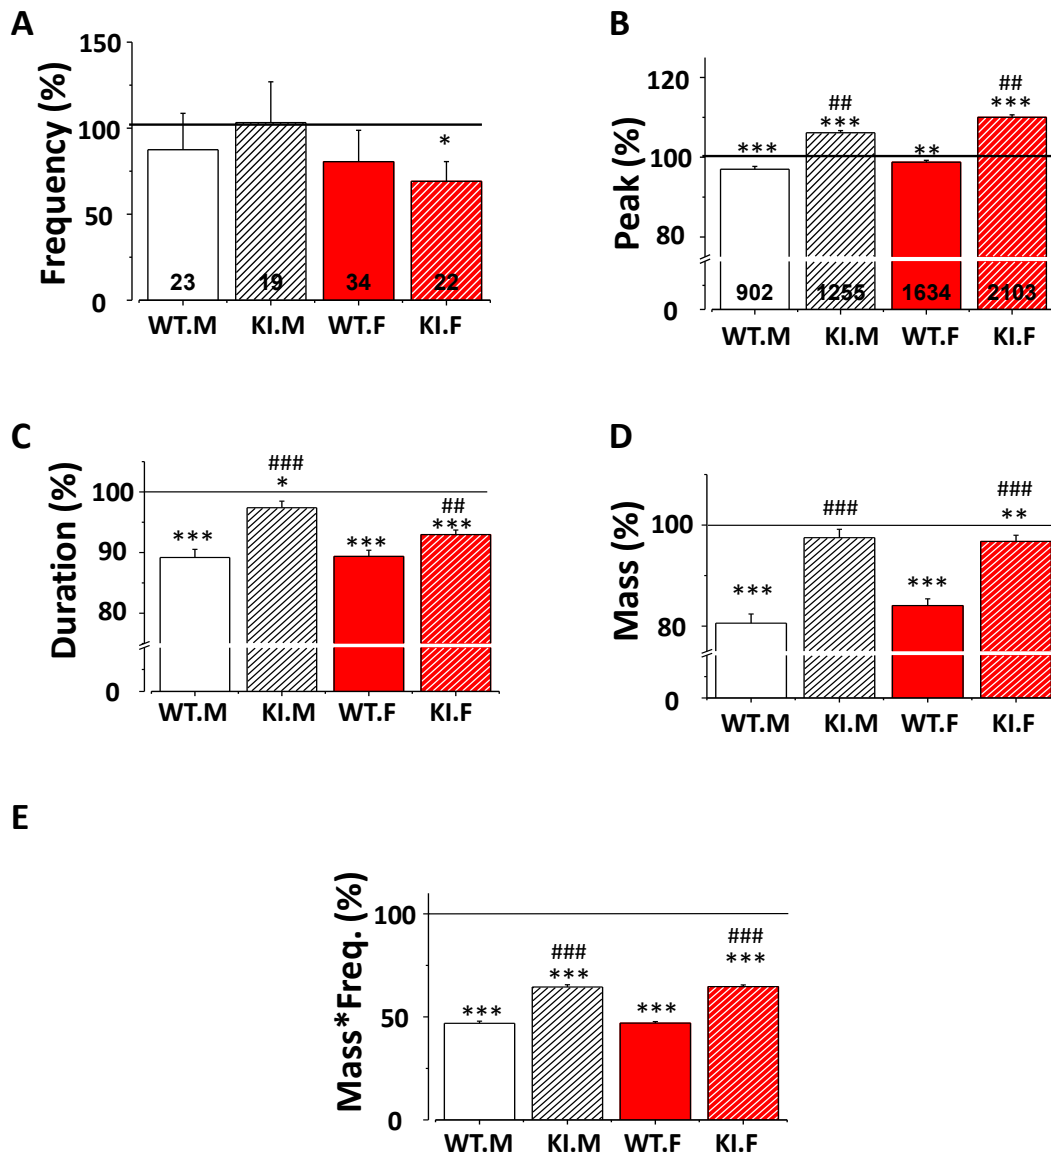 A
Frequency (%)
150
100
50
0
*
23
19
34
22
WT.M
KI.M
WT.F
KI.F
B
Peak (%)
120
100
80
0
***
##
***
**
##
***
902
1255
1634
2103
WT.M
KI.M
WT.F
KI.F
C
Duration (%)
100
90
80
0
***
###
*
***
##
***
WT.M
KI.M
WT.F
KI.F
D
Mass (%)
100
80
0
***
###
***
###
**
WT.M
KI.M
WT.F
KI.F
E
Mass*Freq. (%)
100
50
0
***
###
***
***
###
***
WT.M
KI.M
WT.F
KI.F